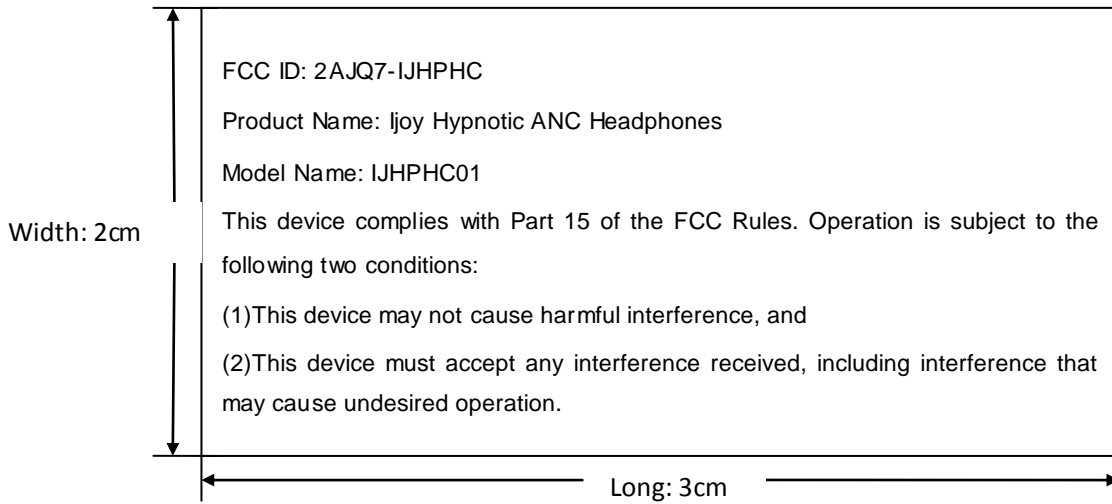 FCC ID: 2AJQ7-IJHPHC
Product Name: Ijoy Hypnotic ANC Headphones
Model Name: IJHPHC01
This device complies with Part 15 of the FCC Rules. Operation is subject to the
following two conditions:
(1)This device may not cause harmful interference, and
(2)This device must accept any interference received, including interference that
may cause undesired operation.
Width: 2cm
Long: 3cm